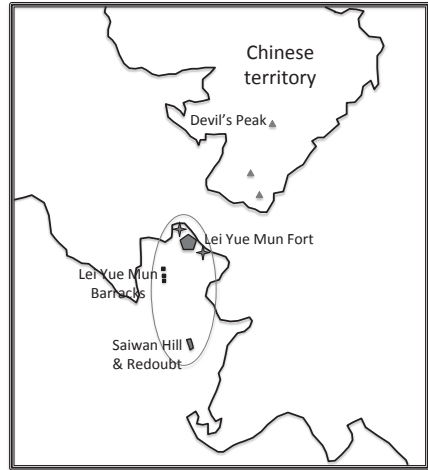 Chinese
territory
Devil's Peak
Lei Yue Mun Fort
Lei Yue Mun
Barracks
Saiwan Hill
& Redoubt